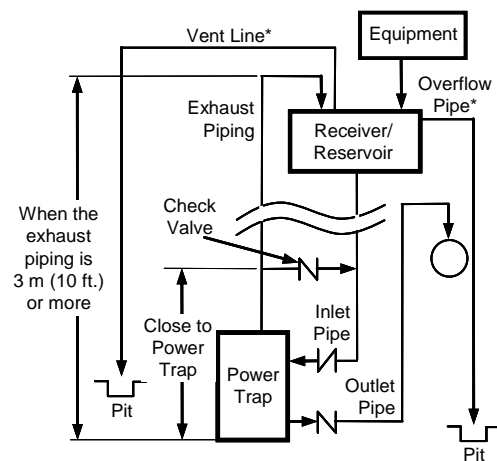 Vent Line*
Equipment
Overflow
Pipe*
Exhaust
Piping
Receiver/
Reservoir
When the
exhaust
piping is
3 m (10 ft.)
or more
Check
Valve
Close to
Power
Trap
Inlet
Pipe
Power
Trap
Outlet
Pipe
Pit
Pit